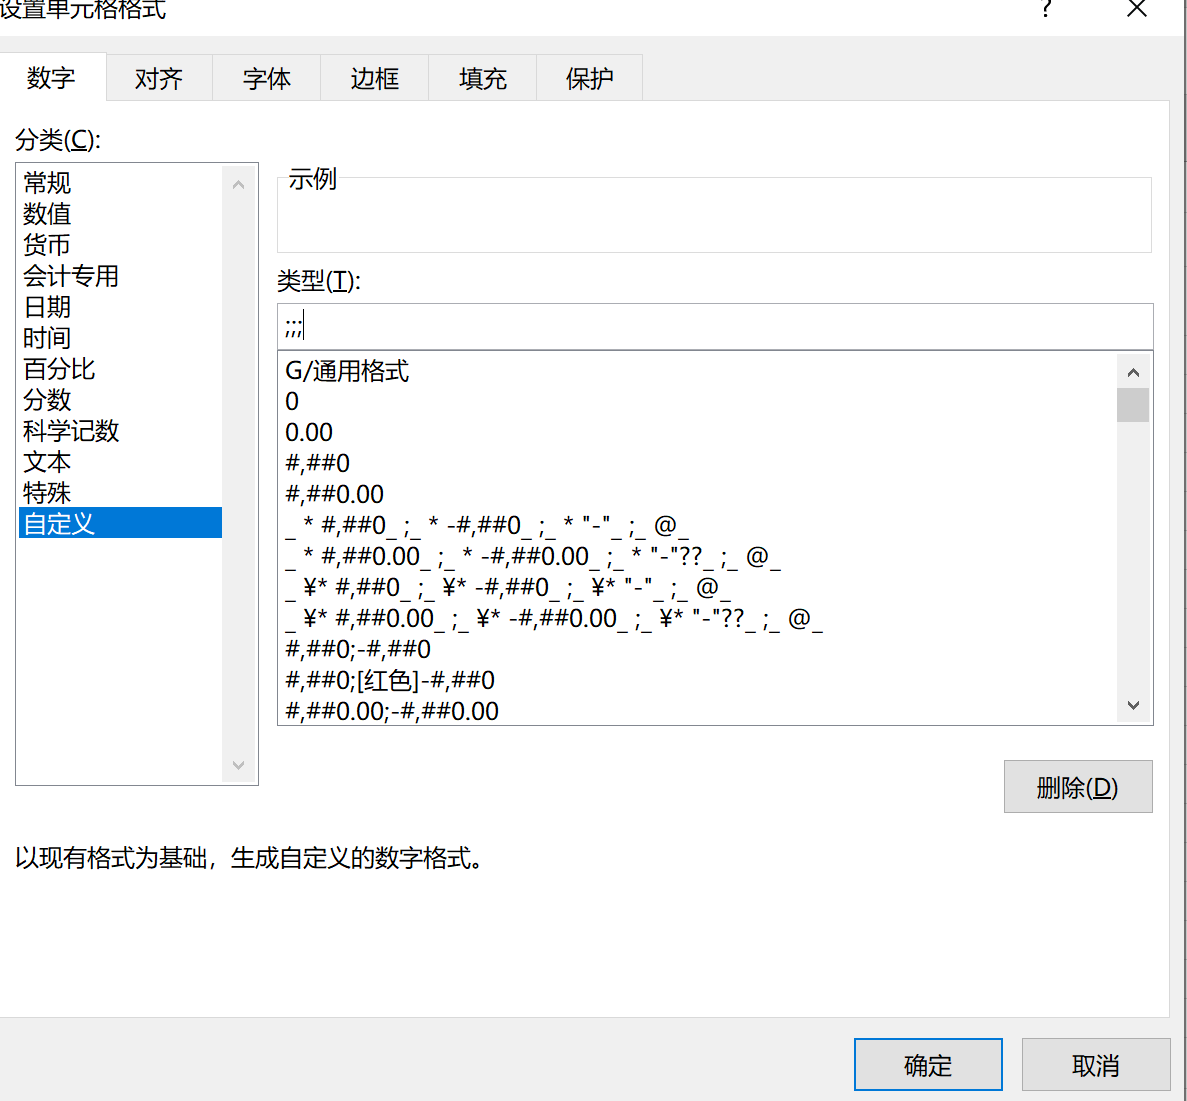 设置单元格格式
?
数字 对齐 字体 边框 填充 保护
分类(C):
常规
数值
货币
会计专用
日期
时间
百分比
分数
科学记数
文本
特殊
自定义
示例
类型(T):
;;;
G/通用格式
0
0.00
#,##0
#,##0.00
_ * #,##0_ ;_ * -#,##0_ ;_ * "-"_ ;_ @_
_ * #,##0.00_ ;_ * -#,##0.00_ ;_ * "-"??_ ;_ @_
_ ¥* #,##0_ ;_ ¥* -#,##0_ ;_ ¥* "-"_ ;_ @_
_ ¥* #,##0.00_ ;_ ¥* -#,##0.00_ ;_ ¥* "-"??_ ;_ @_
#,##0;-#,##0
#,##0;[红色]-#,##0
#,##0.00;-#,##0.00
删除(D)
以现有格式为基础，生成自定义的数字格式。
确定 取消